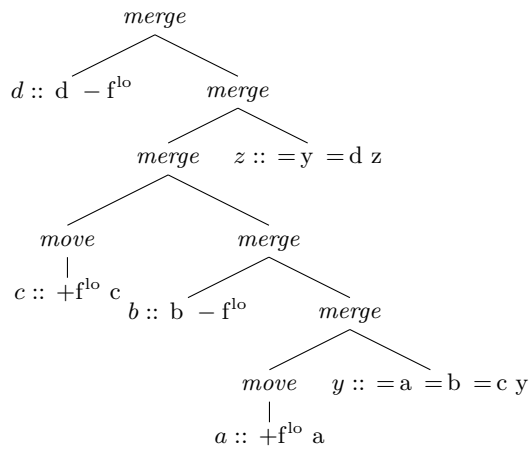 merge
d :: d −f^lo merge
merge z :: =y =d z
move merge
c :: +f^lo c b :: b −f^lo merge
move y :: =a =b =c y
a :: +f^lo a